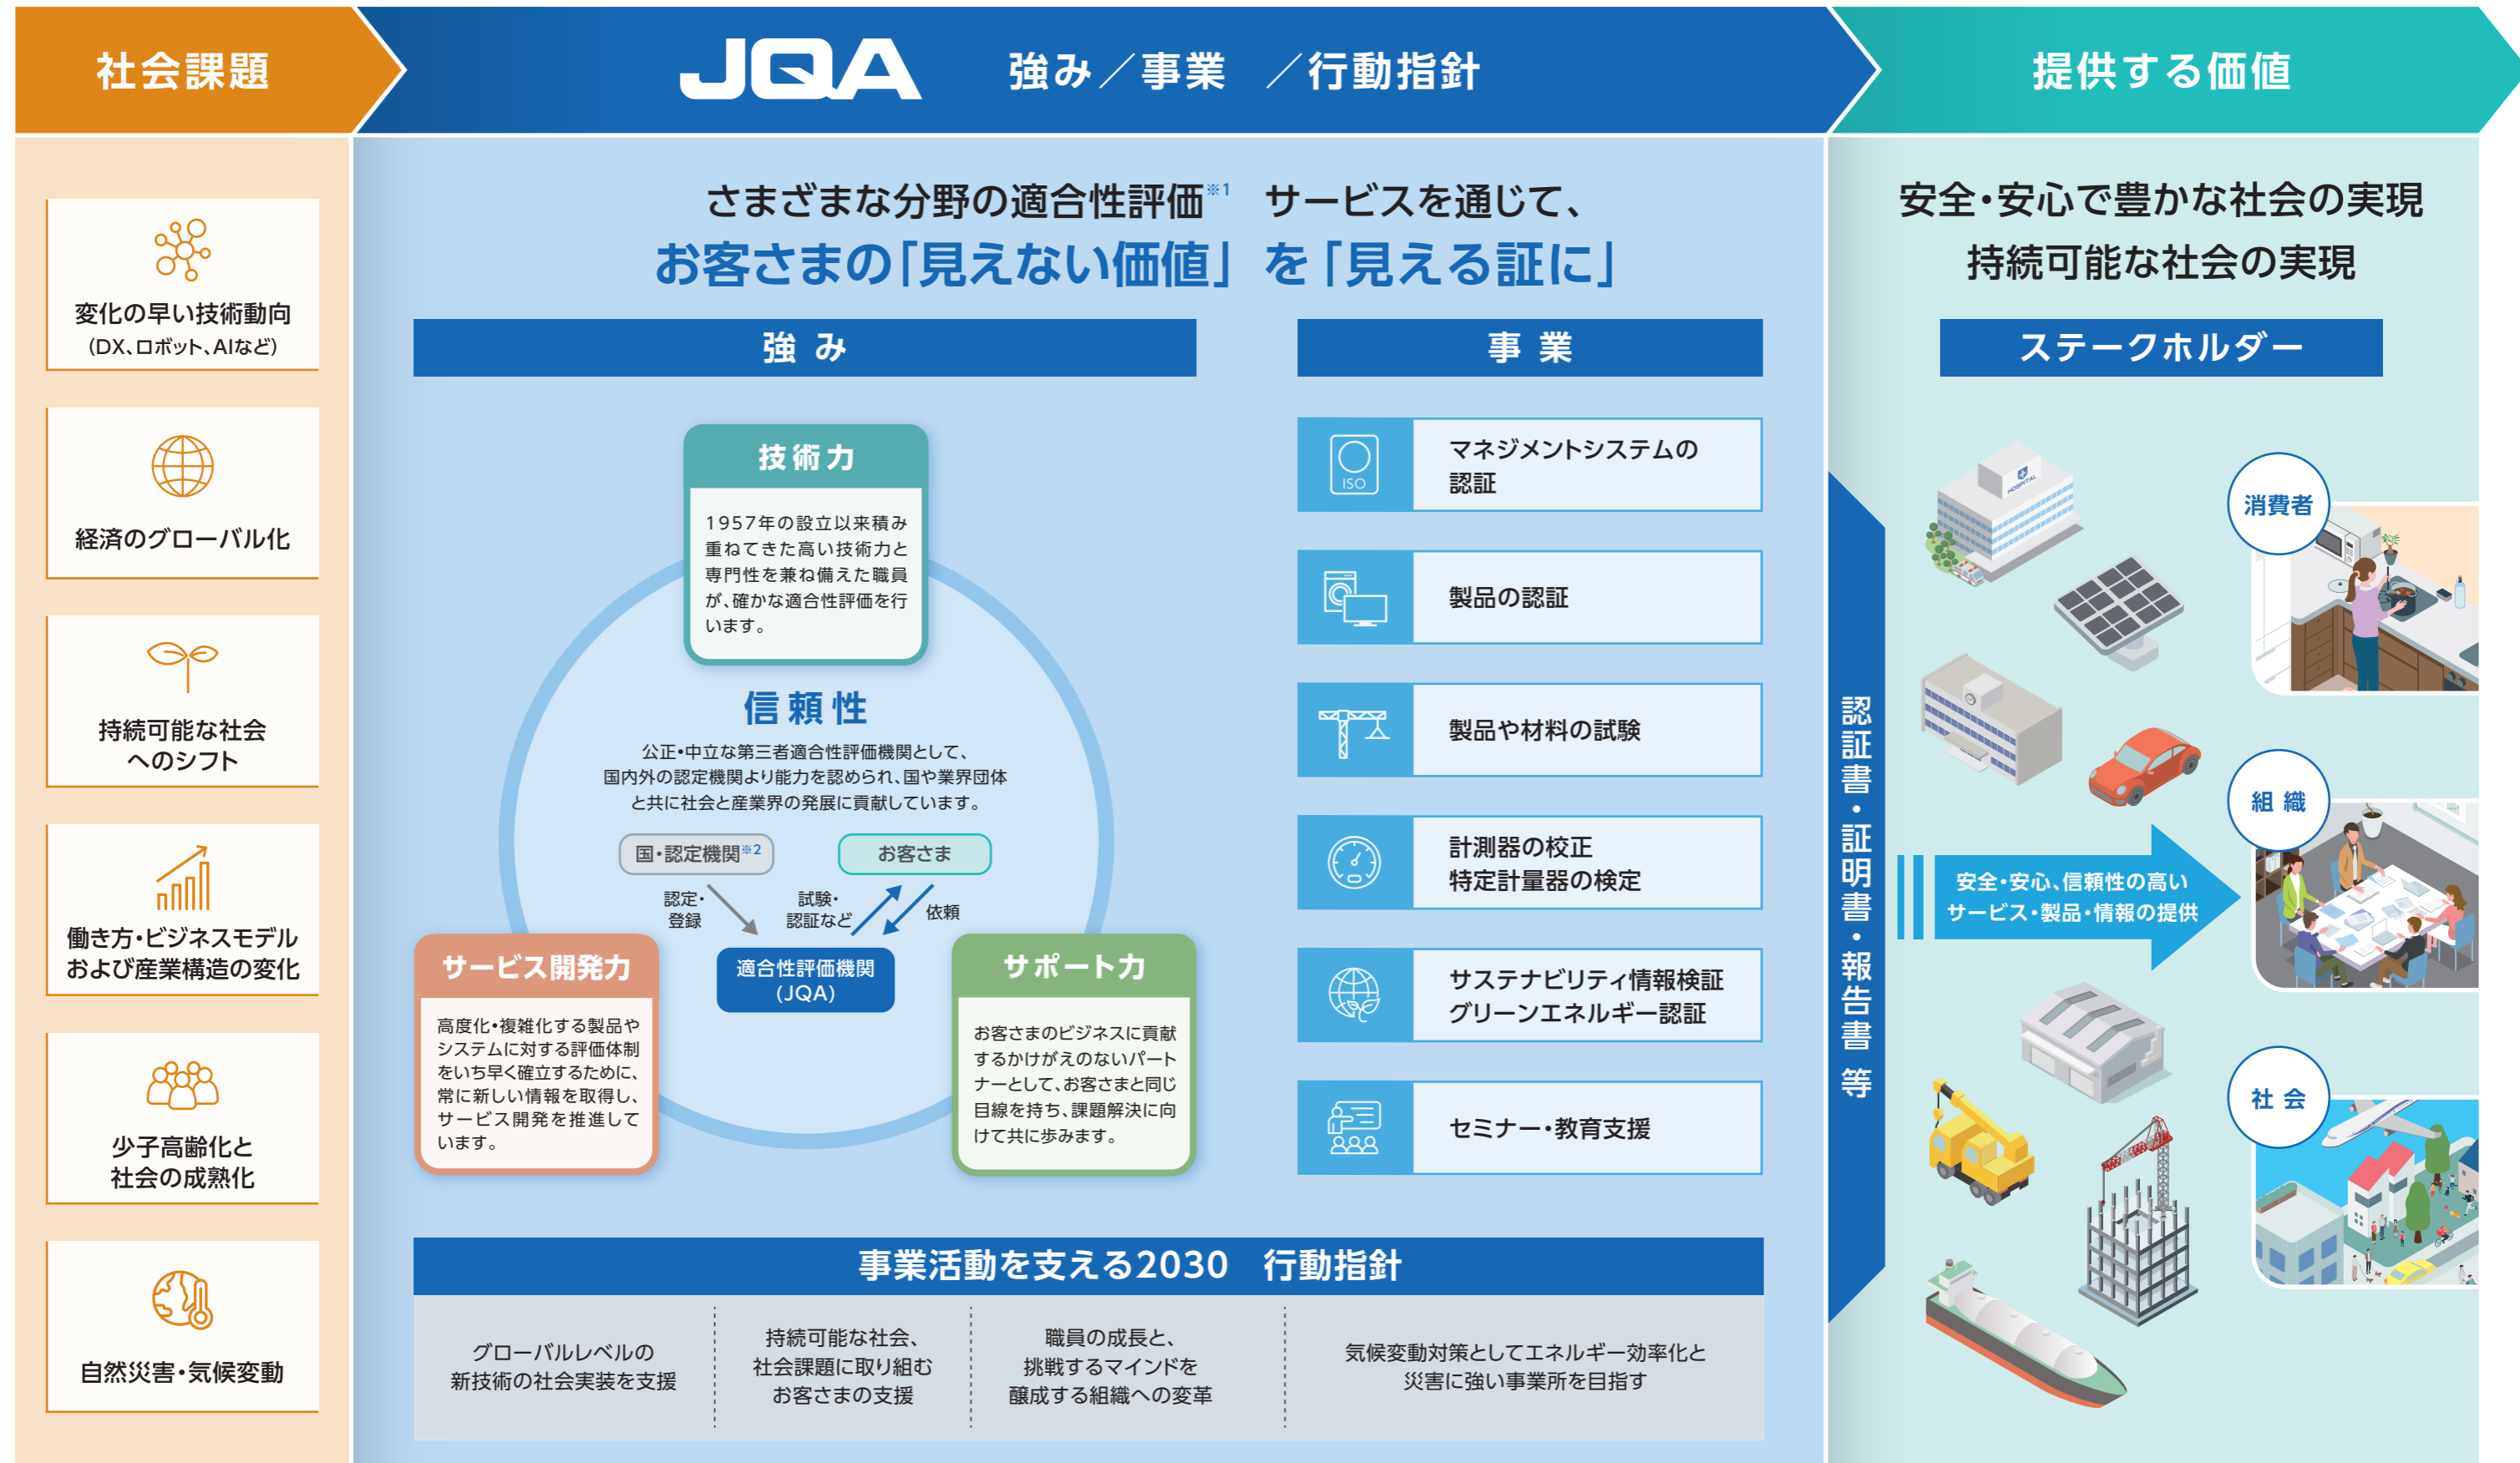 社会課題
JQA 強み／事業 ／行動指針
提供する価値
変化の早い技術動向
(DX、ロボット、AIなど)
経済のグローバル化
持続可能な社会
へのシフト
働き方・ビジネスモデル
および産業構造の変化
少子高齢化と
社会の成熟化
自然災害・気候変動
さまざまな分野の適合性評価※1 サービスを通じて、
お客さまの「見えない価値」 を「見える証に」
強み
技術力
1957年の設立以来積み
重ねてきた高い技術力と
専門性を兼ね備えた職員
が、確かな適合性評価を行
います。
信頼性
公正・中立な第三者適合性評価機関として、
国内外の認定機関より能力を認められ、国や業界団体
と共に社会と産業界の発展に貢献しています。
国・認定機関※2
お客さま
認定・
登録
試験・
認証など
依頼
適合性評価機関
(JQA)
サービス開発力
高度化・複雑化する製品や
システムに対する評価体制
をいち早く確立するために、
常に新しい情報を取得し、
サービス開発を推進して
います。
サポート力
お客さまのビジネスに貢献
するかけがえのないパート
ナーとして、お客さまと同じ
目線を持ち、課題解決に向
けて共に歩みます。
事業
ISO
マネジメントシステムの
認証
製品の認証
製品や材料の試験
計測器の校正
特定計量器の検定
サステナビリティ情報検証
グリーンエネルギー認証
セミナー・教育支援
事業活動を支える2030 行動指針
グローバルレベルの
新技術の社会実装を支援
持続可能な社会、
社会課題に取り組む
お客さまの支援
職員の成長と、
挑戦するマインドを
醸成する組織への変革
気候変動対策としてエネルギー効率化と
災害に強い事業所を目指す
認証書・証明書・報告書 等
安全・安心で豊かな社会の実現
持続可能な社会の実現
ステークホルダー
HOSPITAL
消費者
組織
安全・安心、信頼性の高い
サービス・製品・情報の提供
社会